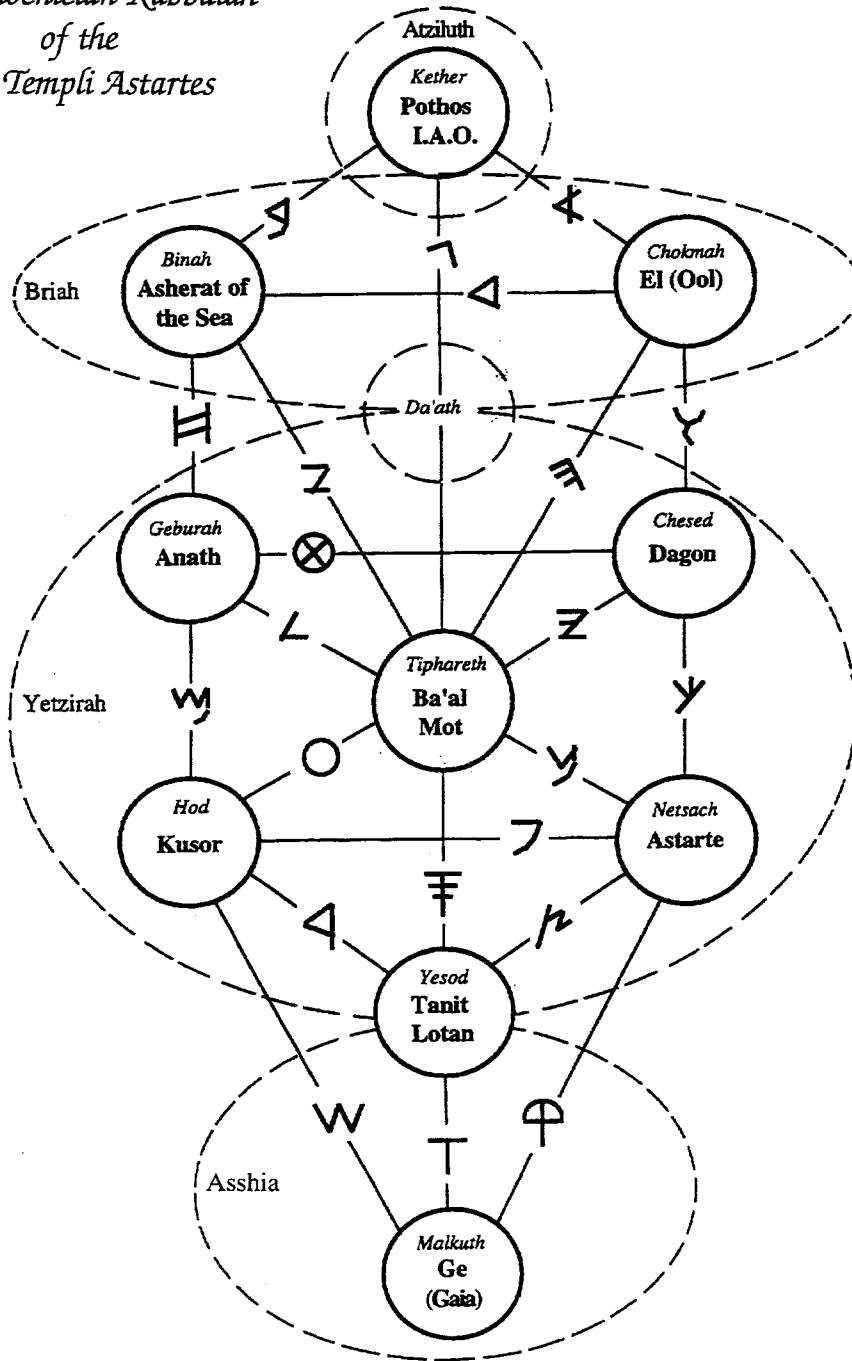 Kabbalah
of the
Templi Astartes
Atziluth
Kether
Pothos
I.A.O.
𐤁 𐤀
𐤂
Binah
Asherat of
the Sea
Chokmah
El (Ool)
Briah
𐤃
Da'ath
𐤇 𐤅
𐤆 𐤄
Geburah
Anath
Chesed
Dagon
𐤈
𐤋 𐤉
Tiphareth
Ba'al
Mot
Yetzirah
𐤌 𐤊
𐤏 𐤍
Hod
Kusor
Netsach
Astarte
𐤐
𐤎
𐤓 𐤑
Yesod
Tanit
Lotan
𐤔 𐤕 𐤒
Asshia
Malkuth
Ge
(Gaia)